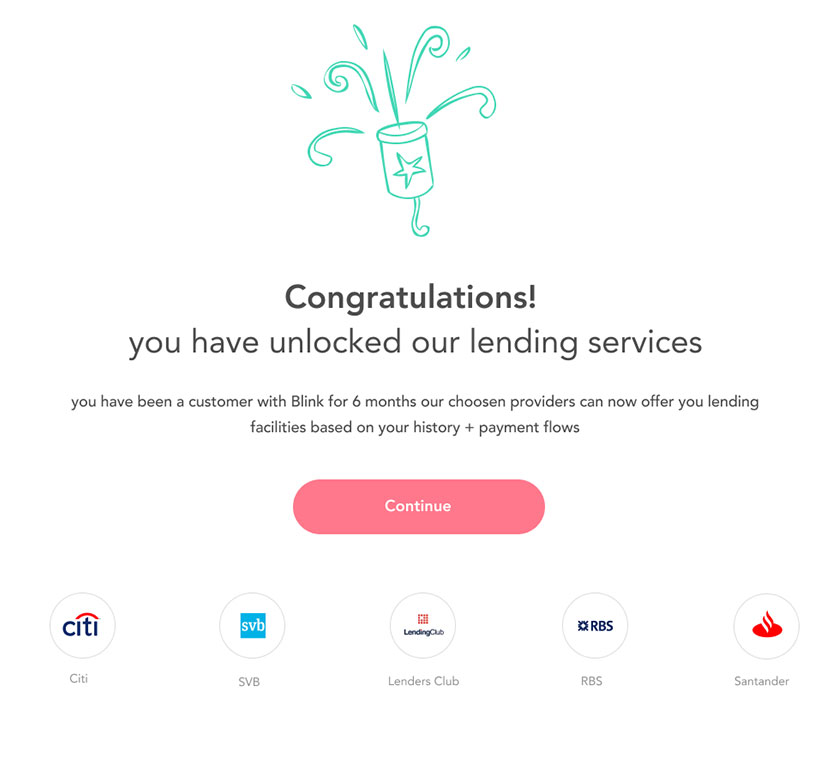 Congratulations!
you have unlocked our lending services
you have been a customer with Blink for 6 months our choosen providers can now offer you lending
facilities based on your history + payment flows
Continue
citi
svb
LendingClub
RBS
Citi
SVB
Lenders Club
RBS
Santander